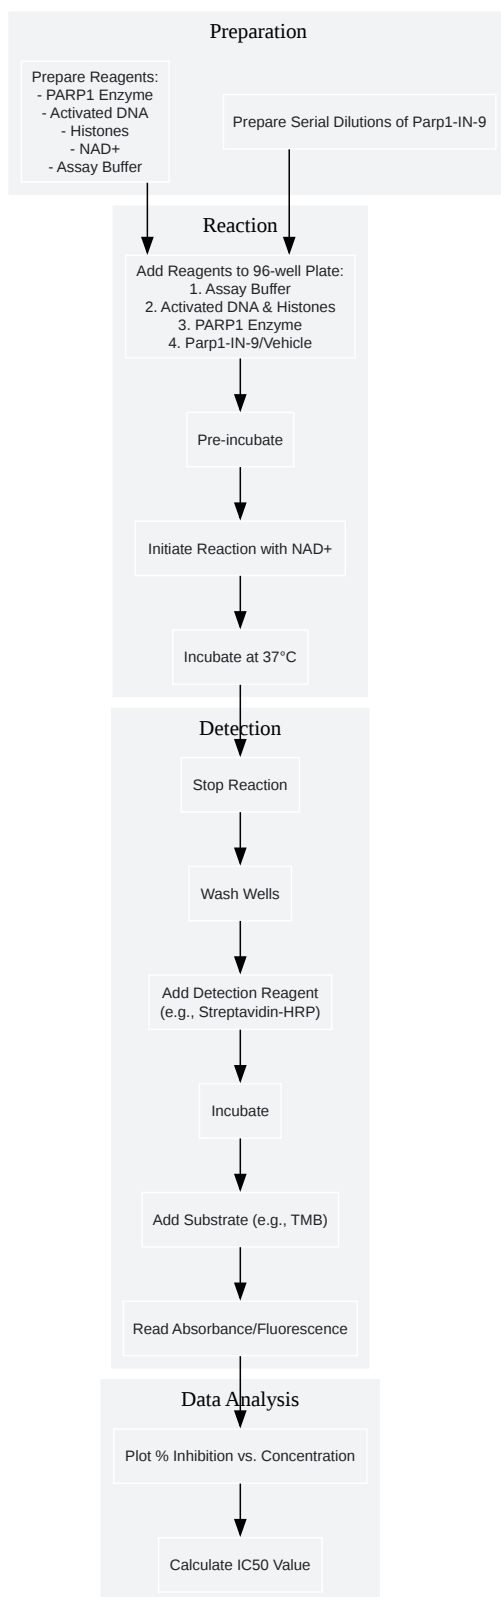 Preparation
Prepare Reagents:
- PARP1 Enzyme
- Activated DNA
- Histones
- NAD+
- Assay Buffer
Prepare Serial Dilutions of Parp1-IN-9
Reaction
Add Reagents to 96-well Plate:
1. Assay Buffer
2. Activated DNA & Histones
3. PARP1 Enzyme
4. Parp1-IN-9/Vehicle
Pre-incubate
Initiate Reaction with NAD+
Incubate at 37°C
Detection
Stop Reaction
Wash Wells
Add Detection Reagent
(e.g., Streptavidin-HRP)
Incubate
Add Substrate (e.g., TMB)
Read Absorbance/Fluorescence
Data Analysis
Plot % Inhibition vs. Concentration
Calculate IC50 Value